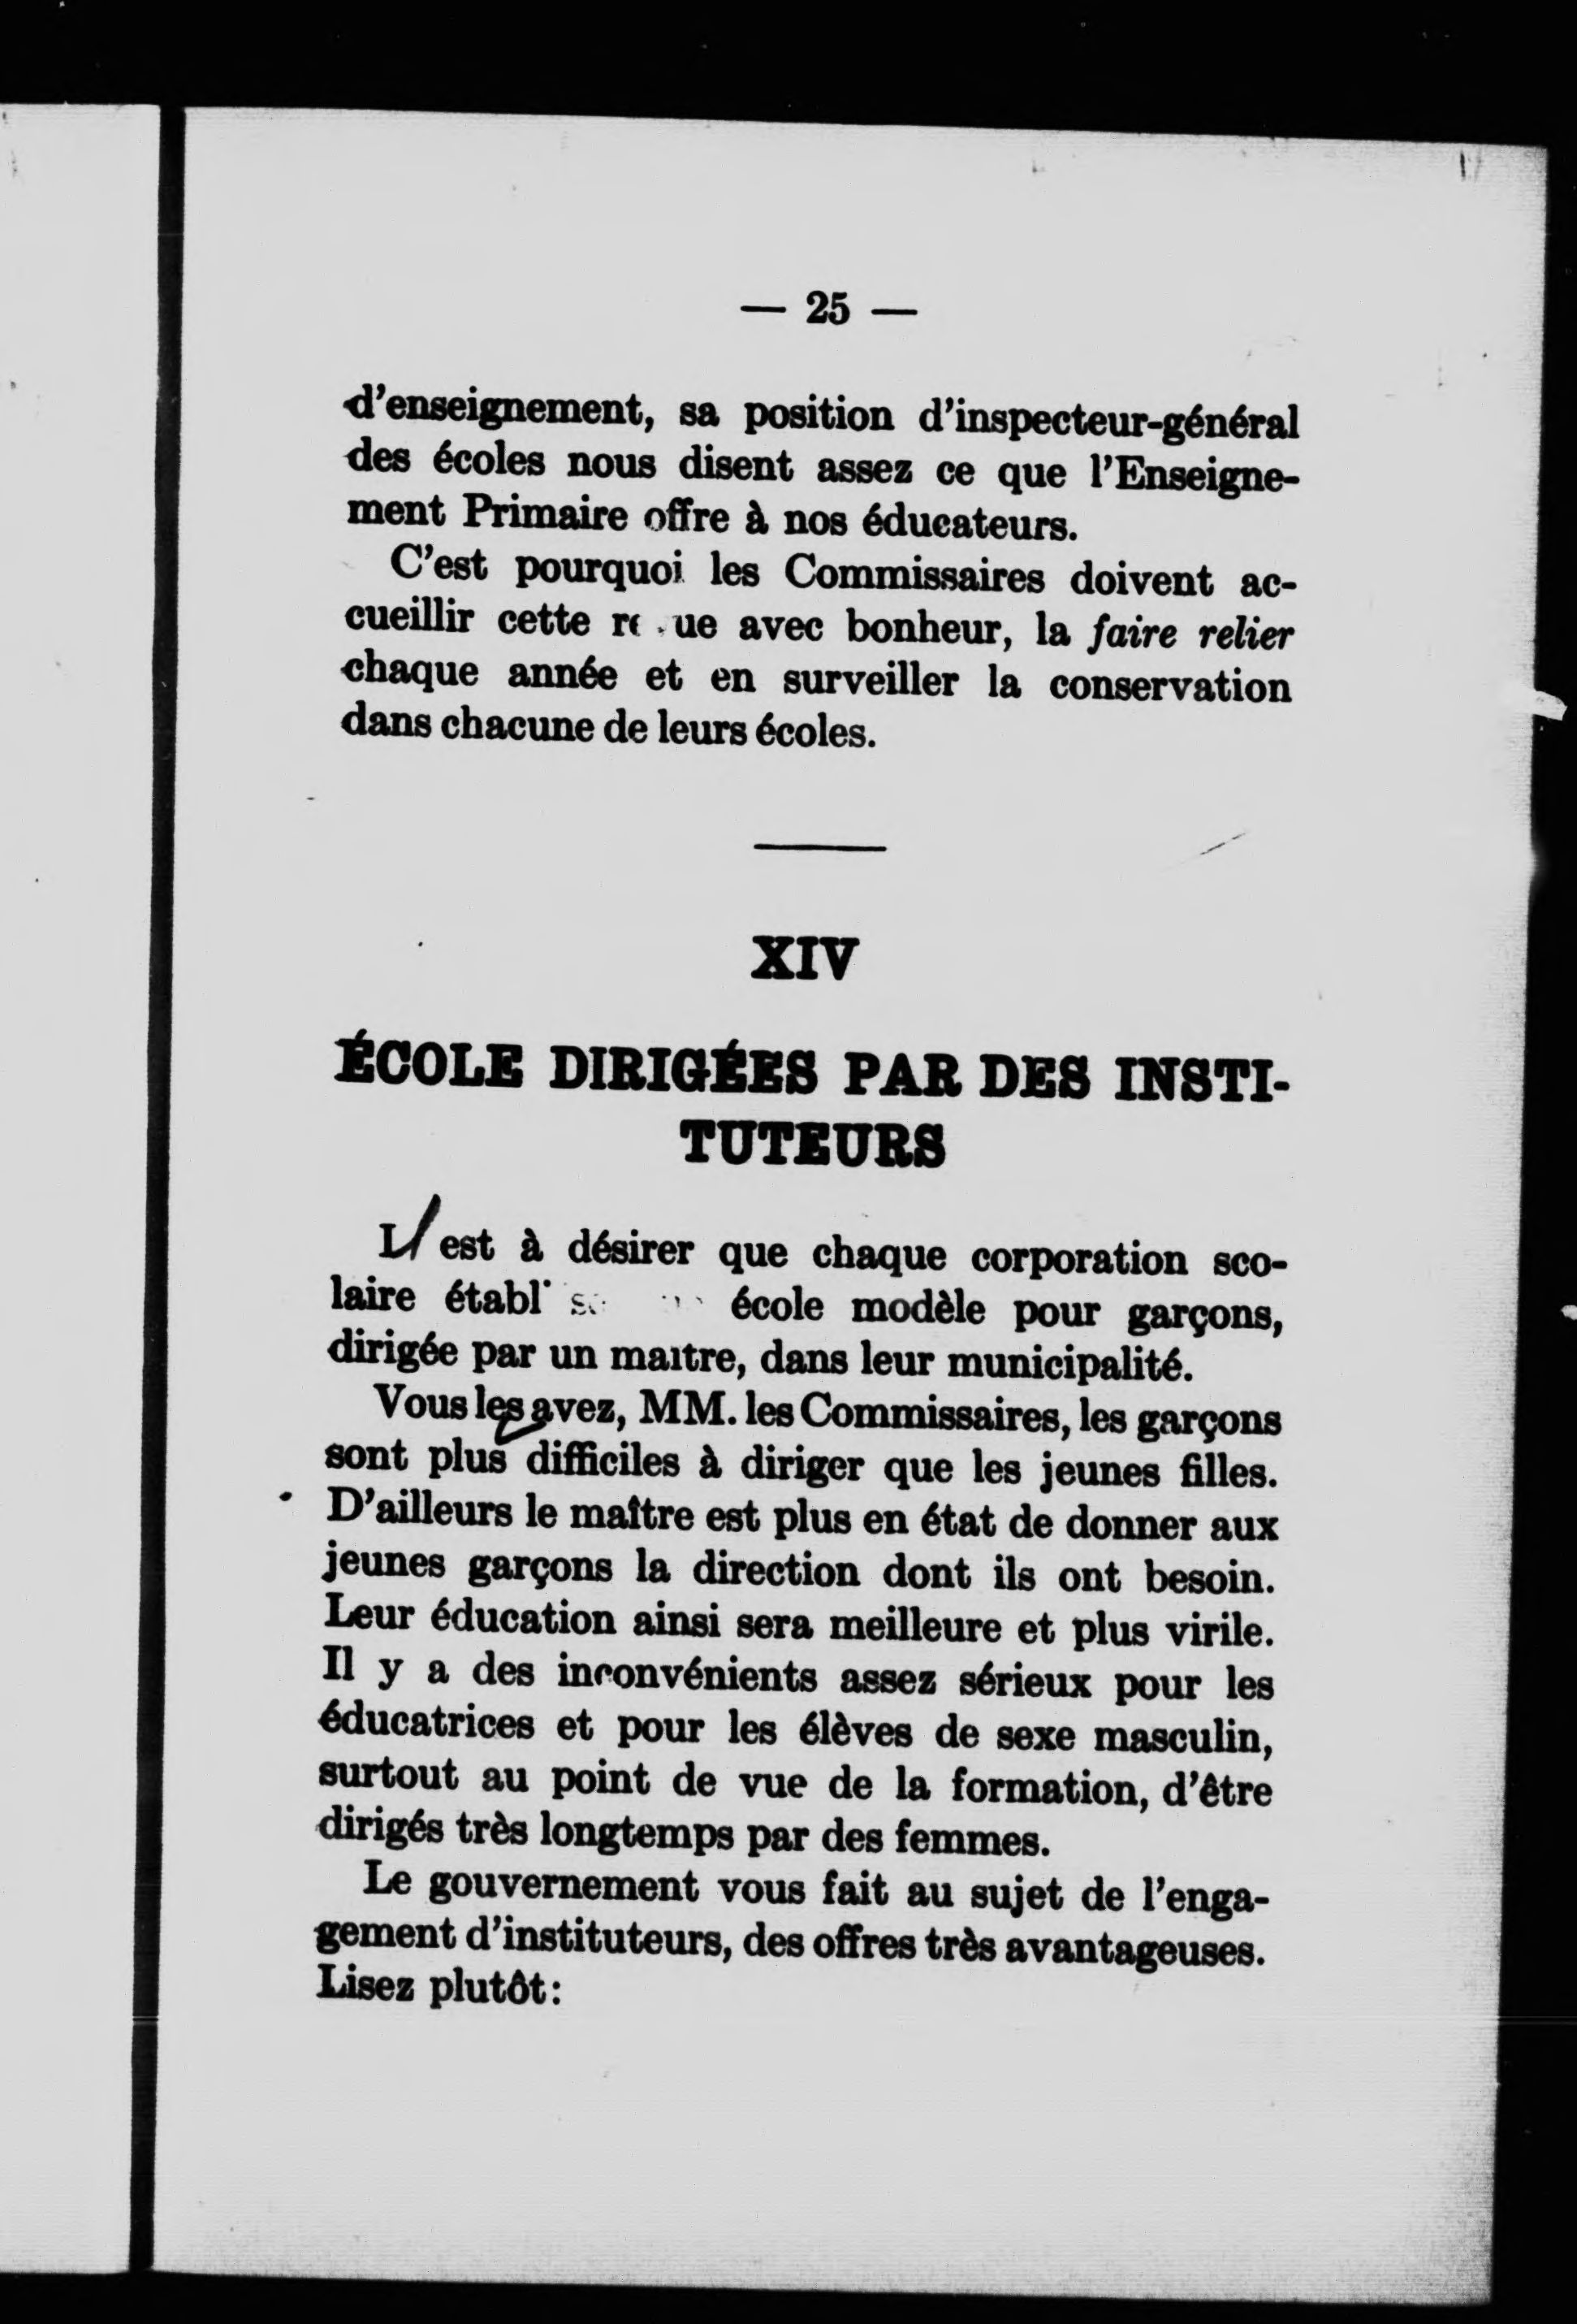 — 25 —
d'enseignement, sa position d'inspecteur-général
des écoles nous disent assez ce que l'Enseigne-
ment Primaire offre à nos éducateurs.
C'est pourquoi les Commissaires doivent ac-
cueillir cette avec bonheur, la faire relier
chaque année et en surveiller la conservation
dans chacune de leurs écoles.
XIV
ÉCOLE DIRIGÉES PAR DES INSTI-
TUTEURS
est à désirer que chaque corporation sco-
laire école modèle pour garçons,
dirigée par un maıtre, dans leur municipalité.
Vous les avez, MM. les Commissaires, les garçons
sont plus difficiles à diriger que les jeunes filles.
D'ailleurs le maître est plus en état de donner aux
jeunes garçons la direction dont ils ont besoin.
Leur éducation ainsi sera meilleure et plus virile.
Il y a des inconvénients assez sérieux pour les
éducatrices et pour les élèves de sexe masculin,
surtout au point de vue de la formation, d'être
dirigés très longtemps par des femmes.
Le gouvernement vous fait au sujet de l'enga-
gement d'instituteurs, des offres très avantageuses.
Lisez plutôt: